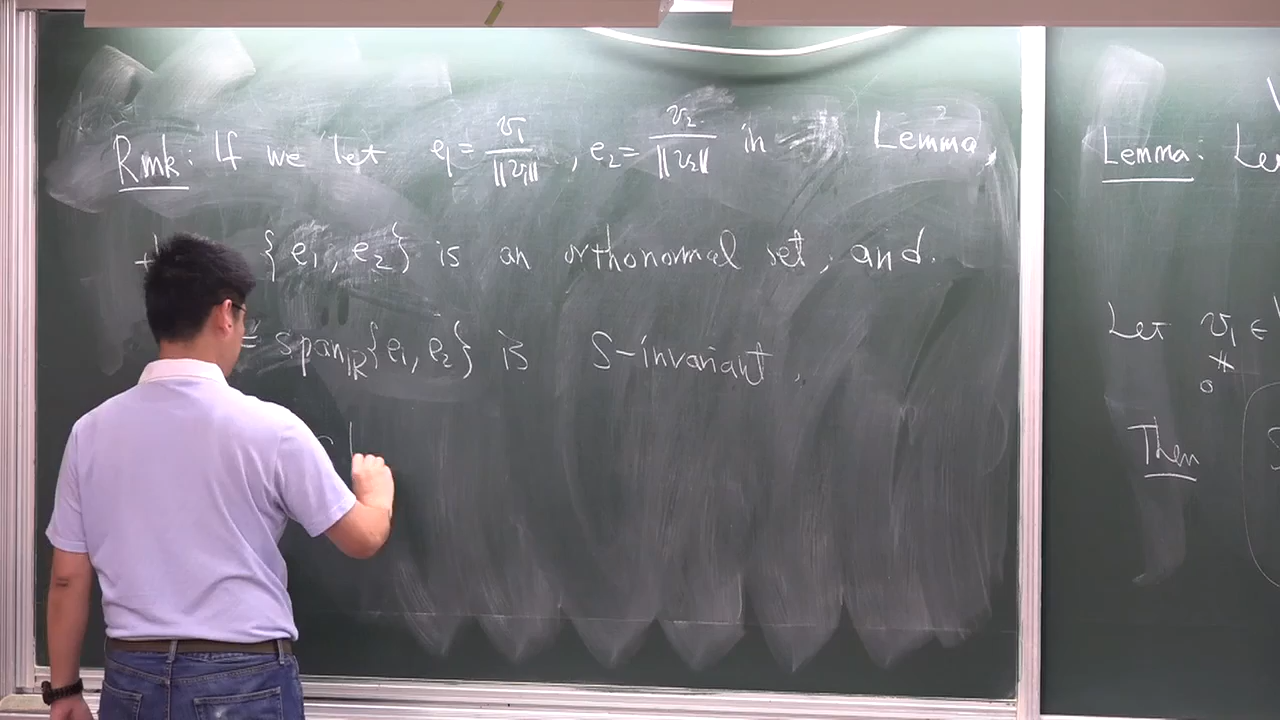 Rmk: If we let e₁ = v₁/‖v₁‖, e₂ = v₂/‖v₂‖ in Lemma,
{e₁, e₂} is an orthonormal set, and.
= span_ℝ{e₁, e₂} is S-invariant.
Lemma:
Let v₁ ∈
Then